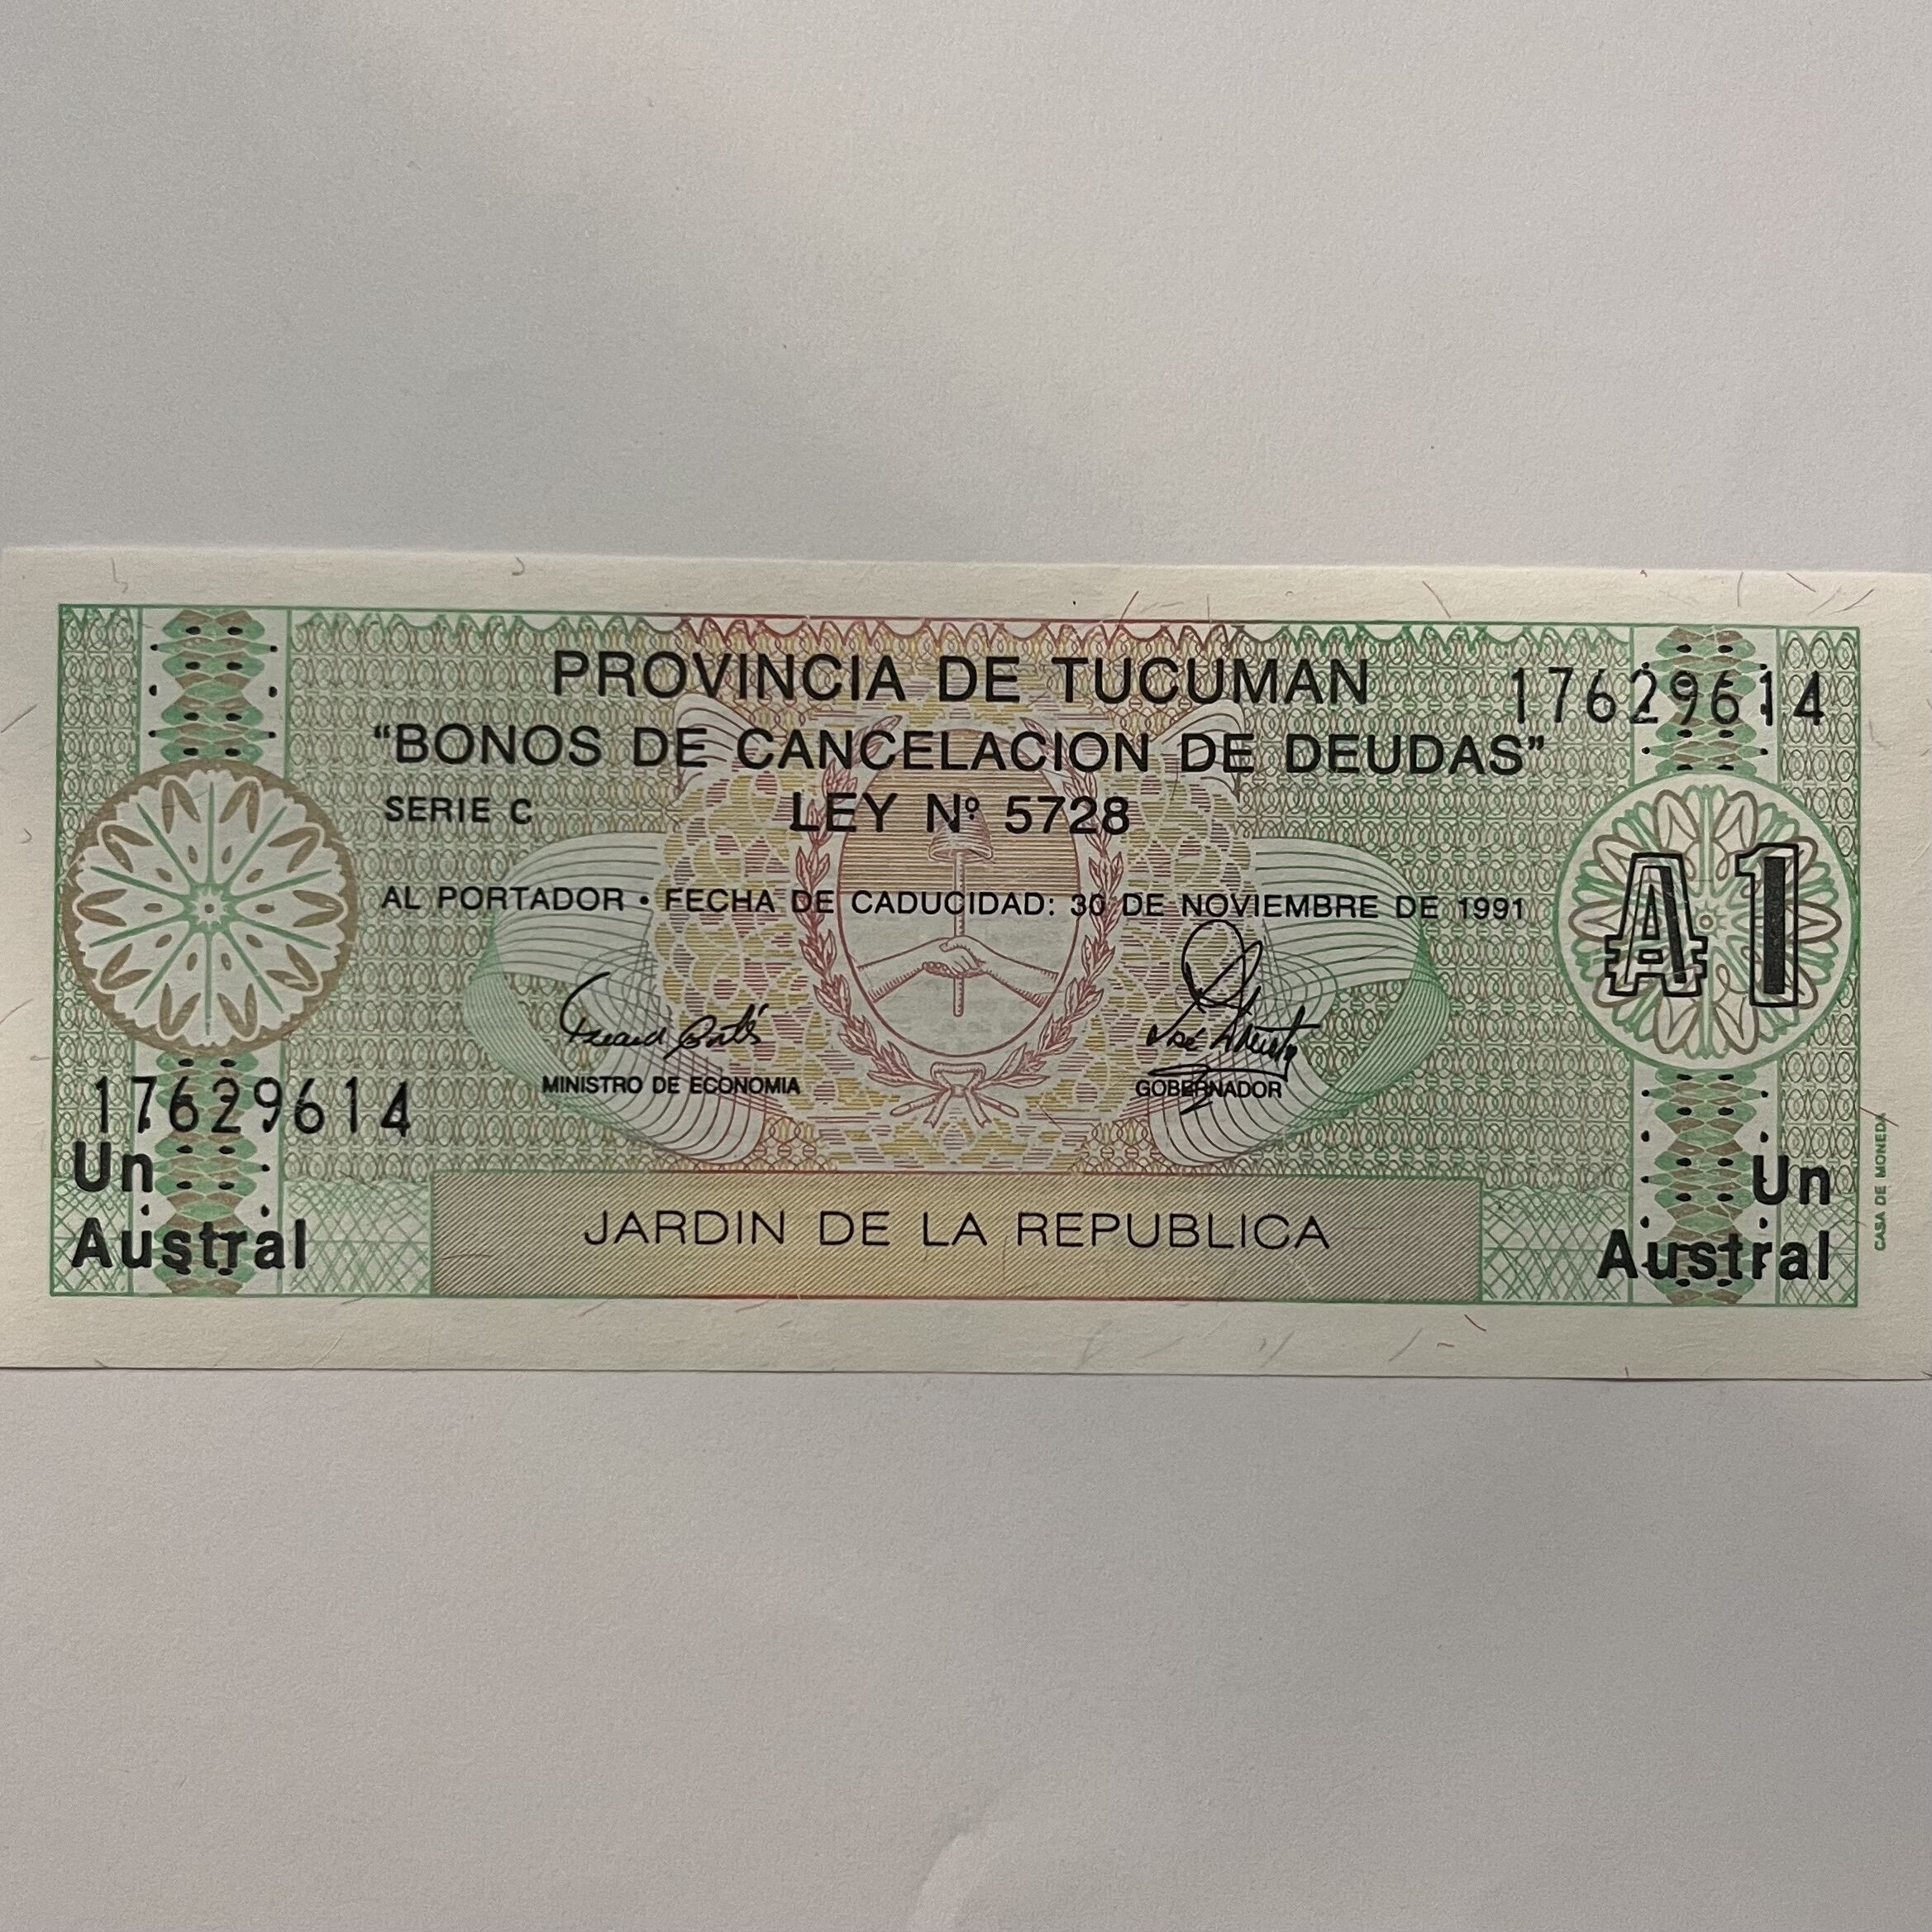 PROVINCIA DE TUCUMAN
17629614
“BONOS DE CANCELACION DE DEUDAS”
SERIE C
LEY Nº 5728
AL PORTADOR • FECHA DE CADUCIDAD: 30 DE NOVIEMBRE DE 1991
₳ 1
MINISTRO DE ECONOMIA
GOBERNADOR
17629614
Un
Austral
JARDIN DE LA REPUBLICA
Un
Austral
CASA DE MONEDA